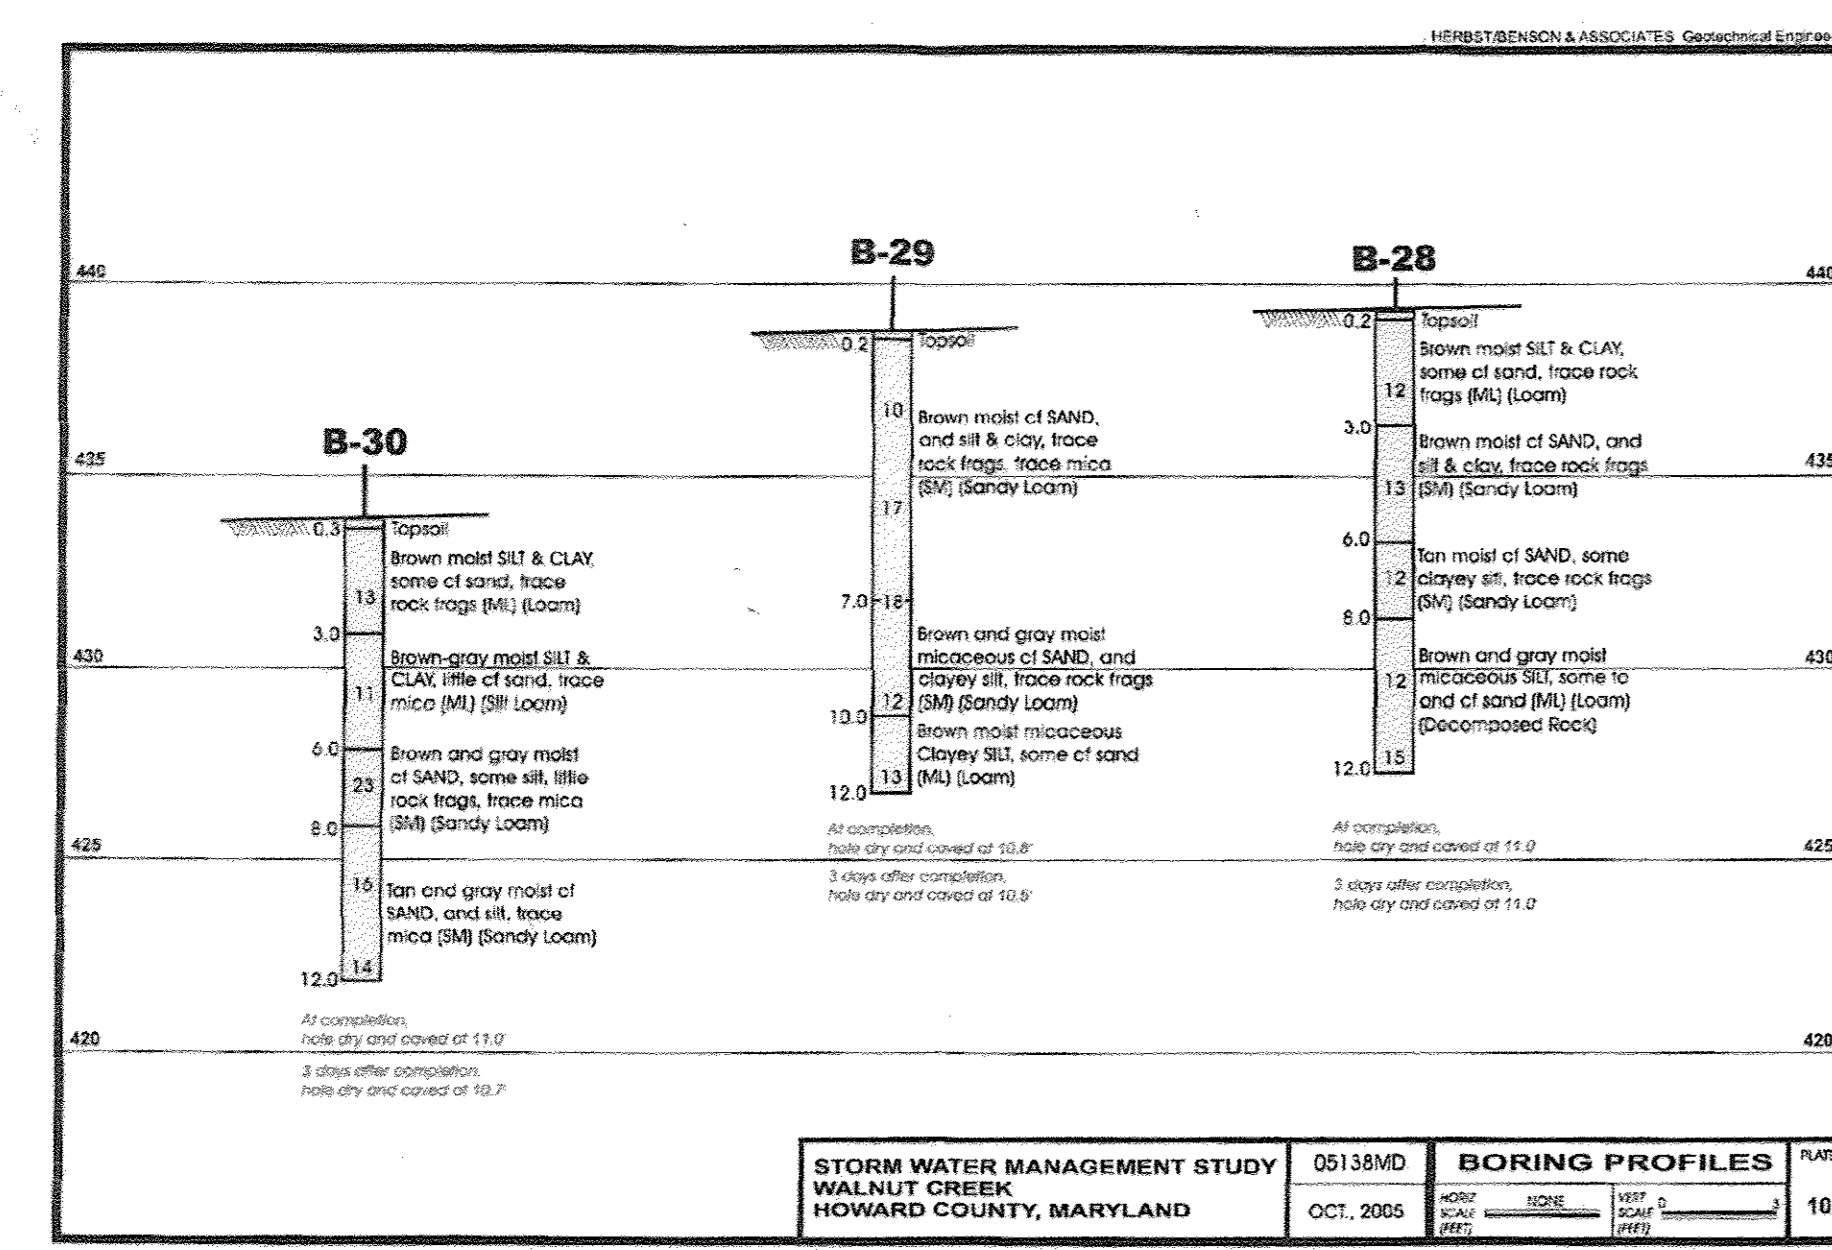 HERBST/BENSON & ASSOCIATES Geotechnical Enginee
B-30
0.3
Topsoil
Brown moist SILT & CLAY,
some cf sand, trace
rock frags (ML) (Loam)
13
3.0
Brown-gray moist SILT &
CLAY, little cf sand, trace
mica (ML) (Silt Loam)
11
6.0
Brown and gray moist
cf SAND, some silt, little
rock frags, trace mica
(SM) (Sandy Loam)
23
8.0
Tan and gray moist cf
SAND, and silt, trace
mica (SM) (Sandy Loam)
14
12.0
At completion,
hole dry and caved at 11.0'
3 days after completion,
hole dry and caved at 10.7'
B-29
0.2
Topsoil
10
Brown moist cf SAND,
and silt & clay, trace
rock frags, trace mica
(SM) (Sandy Loam)
17
7.0
18
Brown and gray moist
micaceous cf SAND, and
clayey silt, trace rock frags
(SM) (Sandy Loam)
12
10.0
Brown moist micaceous
Clayey SILT, some cf sand
(ML) (Loam)
13
12.0
At completion,
hole dry and caved at 10.8'
3 days after completion,
hole dry and caved at 10.5'
B-28
0.2
Topsoil
Brown moist SILT & CLAY,
some cf sand, trace rock
frags (ML) (Loam)
12
3.0
Brown moist cf SAND, and
silt & clay, trace rock frags
(SM) (Sandy Loam)
13
6.0
Tan moist cf SAND, some
clayey silt, trace rock frags
(SM) (Sandy Loam)
12
8.0
Brown and gray moist
micaceous SILT, some to
and cf sand (ML) (Loam)
(Decomposed Rock)
12
15
12.0
At completion,
hole dry and caved at 11.0
3 days after completion,
hole dry and caved at 11.0'
440
435
430
425
420
440
435
430
425
420
STORM WATER MANAGEMENT STUDY
WALNUT CREEK
HOWARD COUNTY, MARYLAND
05138MD
OCT., 2005
BORING PROFILES
HORIZ
SCALE
(FEET)
NONE
VERT
SCALE
(FEET)
0
3
PLATE
10